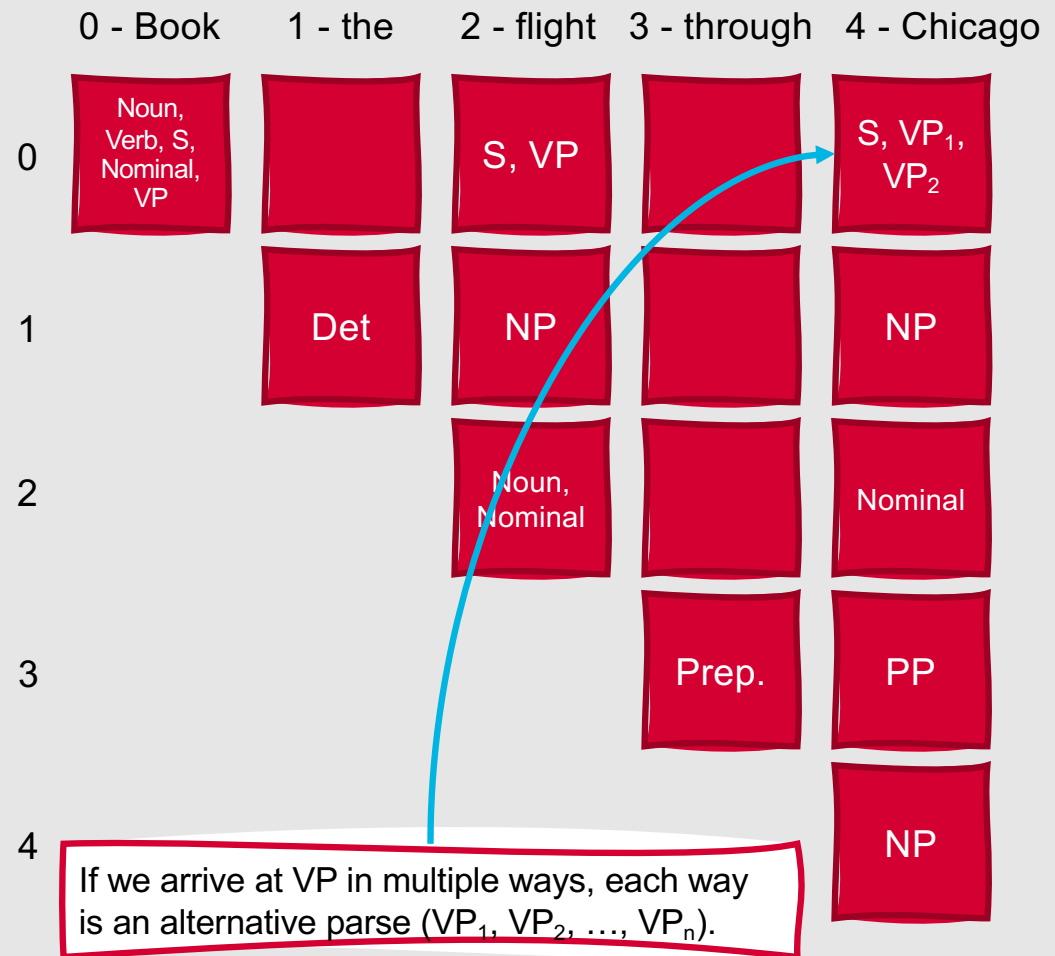 0 - Book 1 - the 2 - flight 3 - through 4 - Chicago
0
Noun,
Verb, S,
Nominal,
VP
S, VP
S, VP₁,
VP₂
1
Det
NP
NP
2
Noun,
Nominal
Nominal
3
Prep.
PP
4
NP
If we arrive at VP in multiple ways, each way
is an alternative parse (VP₁, VP₂, …, VPₙ).